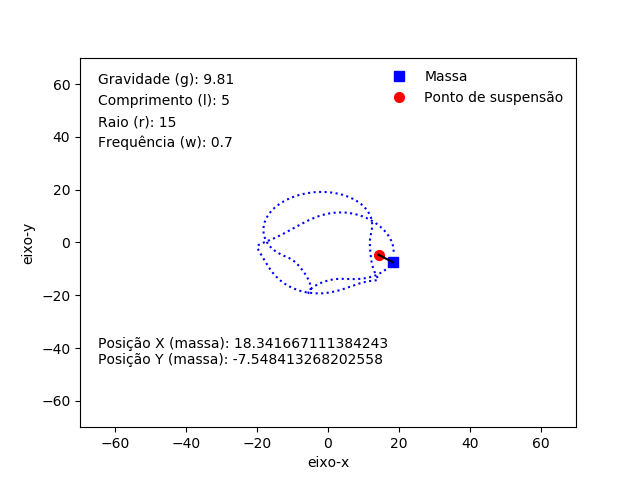 Gravidade (g): 9.81
Comprimento (l): 5
Raio (r): 15
Frequência (w): 0.7
Massa
Ponto de suspensão
60
40
20
0
−20
−40
−60
eixo-y
Posição X (massa): 18.341667111384243
Posição Y (massa): -7.548413268202558
−60 −40 −20 0 20 40 60
eixo-x